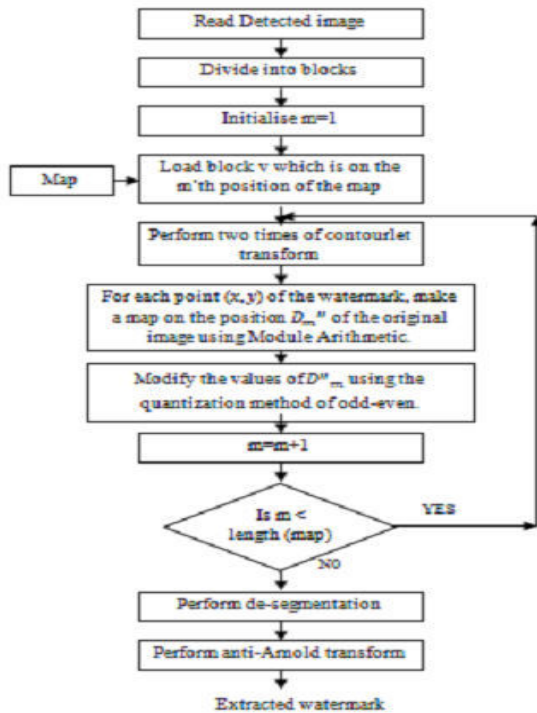 Read Detected image
Divide into blocks
Initialise m=1
Load block v which is on the
m'th position of the map
Map
Perform two times of contourlet
transform
For each point (x, y) of the watermark, make
a map on the position Dₘⁿ of the original
image using Module Arithmetic.
Modify the values of Dⁿₘ using the
quantization method of odd-even.
m=m+1
Is m <
length (map)
YES
NO
Perform de-segmentation
Perform anti-Arnold transform
Extracted watermark